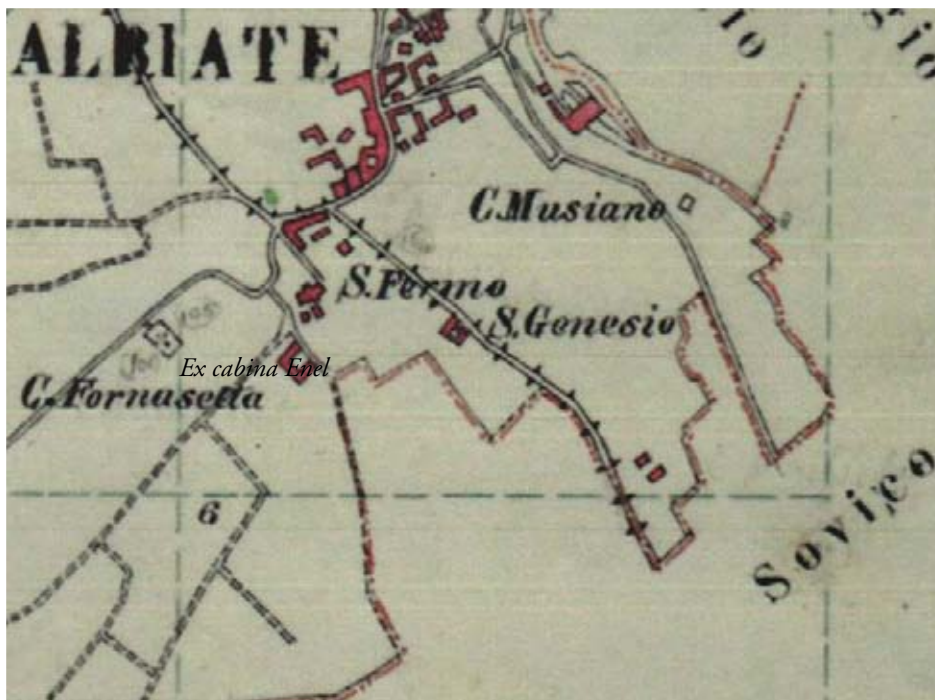 ALBIATE
C. Musiano
S. Fermo
S. Genesio
Ex cabina Enel
C. Fornasetta
6
Sovico